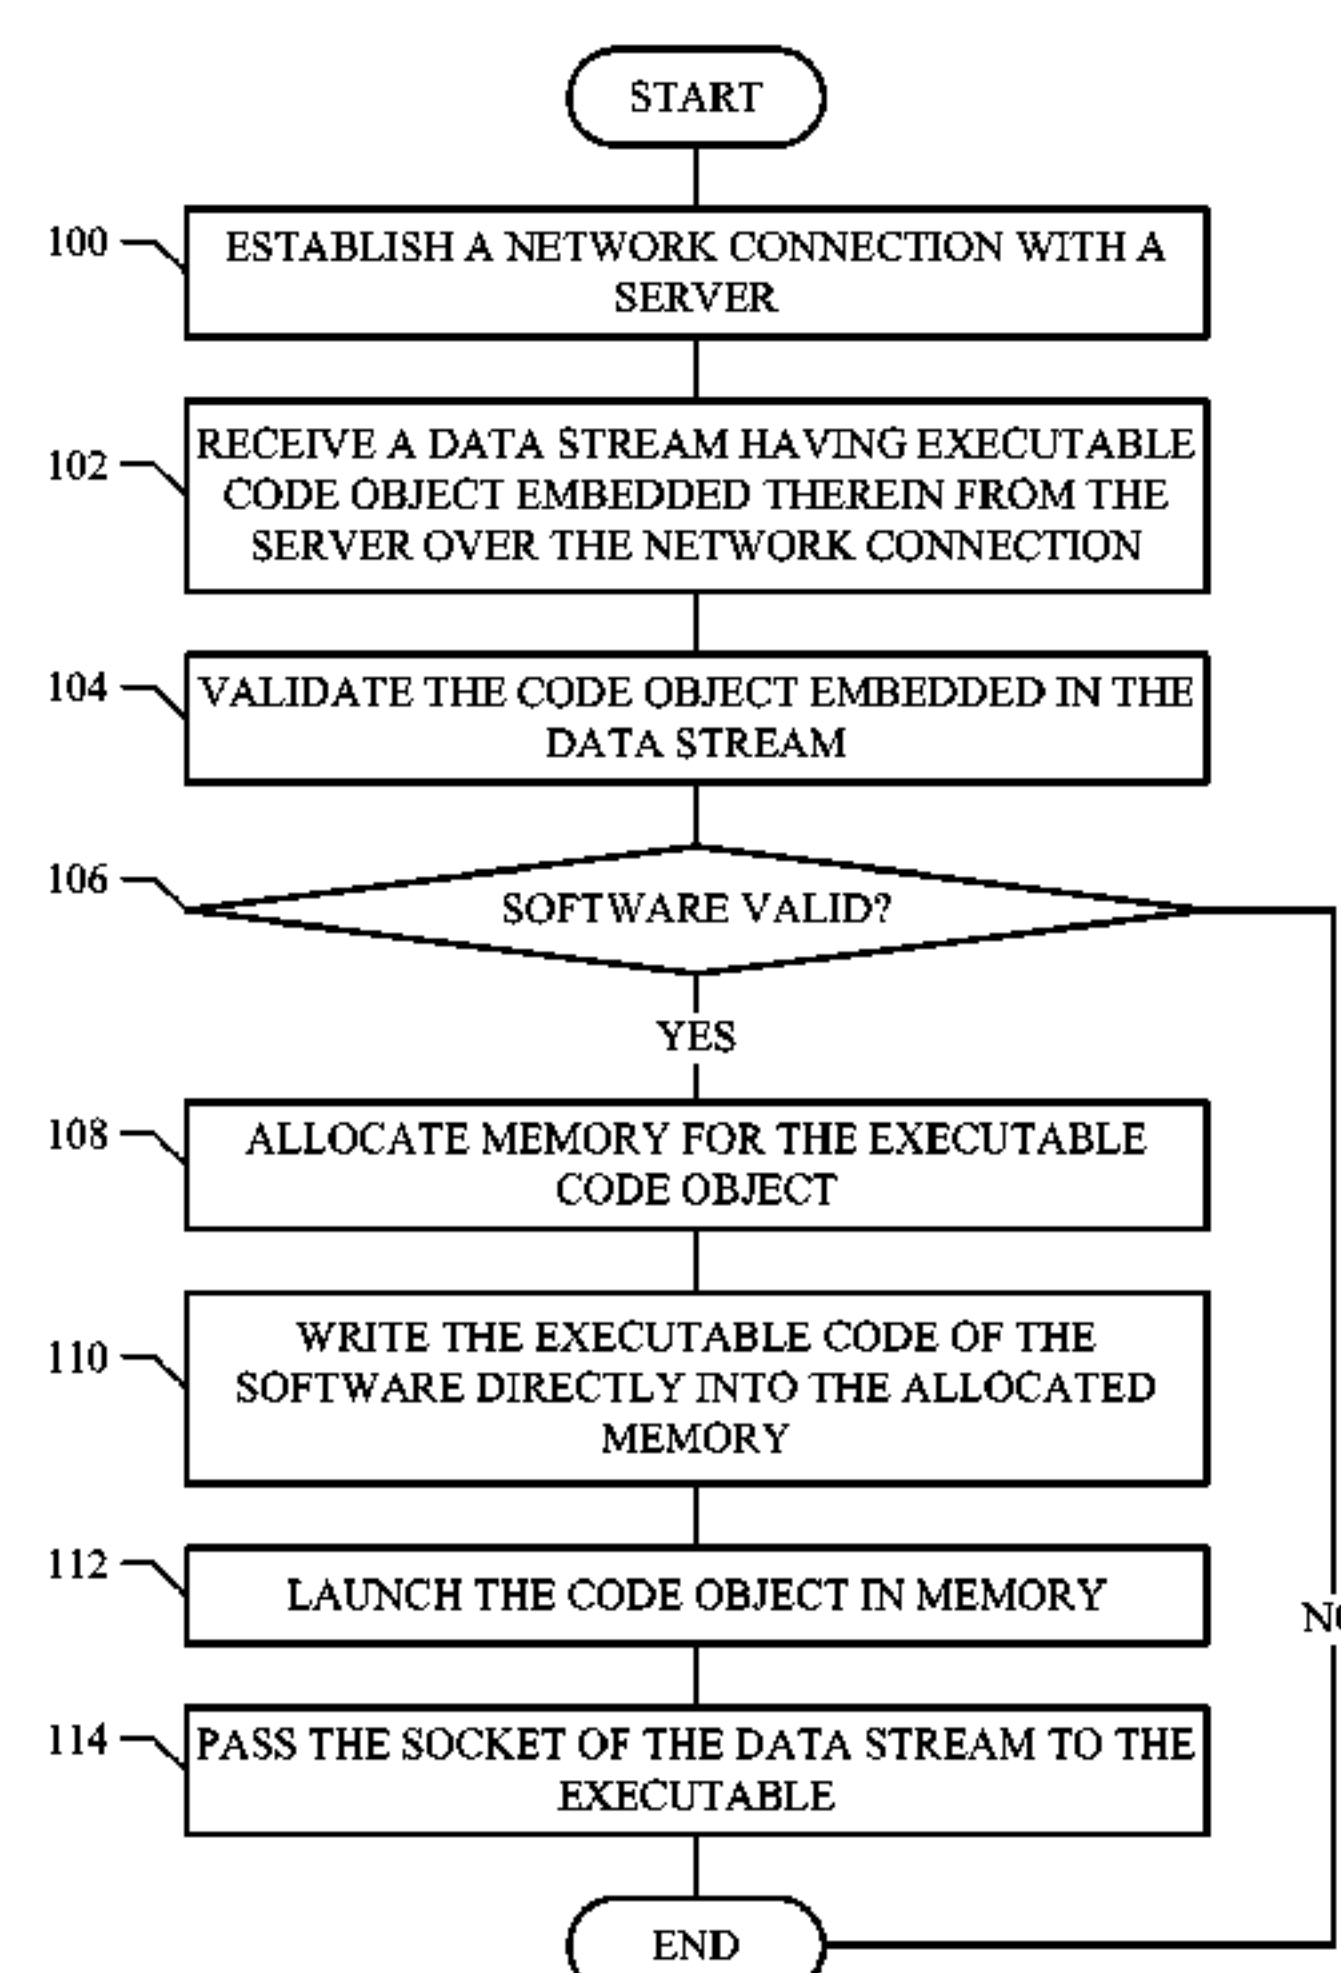 START
100
ESTABLISH A NETWORK CONNECTION WITH A
SERVER
102
RECEIVE A DATA STREAM HAVING EXECUTABLE
CODE OBJECT EMBEDDED THEREIN FROM THE
SERVER OVER THE NETWORK CONNECTION
104
VALIDATE THE CODE OBJECT EMBEDDED IN THE
DATA STREAM
106
SOFTWARE VALID?
YES
108
ALLOCATE MEMORY FOR THE EXECUTABLE
CODE OBJECT
110
WRITE THE EXECUTABLE CODE OF THE
SOFTWARE DIRECTLY INTO THE ALLOCATED
MEMORY
112
LAUNCH THE CODE OBJECT IN MEMORY
NO
114
PASS THE SOCKET OF THE DATA STREAM TO THE
EXECUTABLE
END